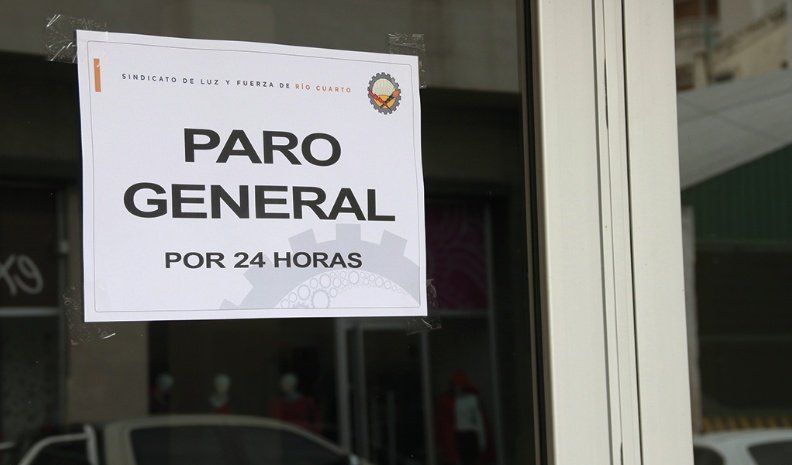 SINDICATO DE LUZ Y FUERZA DE RÍO CUARTO
PARO
GENERAL
POR 24 HORAS